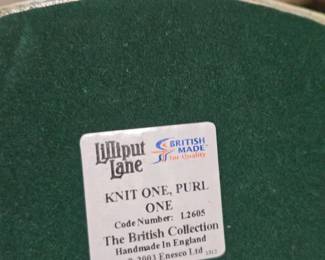 Lilliput
Lane
BRITISH
MADE
for Quality
KNIT ONE, PURL
ONE
Code Number: L2605
The British Collection
Handmade In England
2003 Enesco Ltd